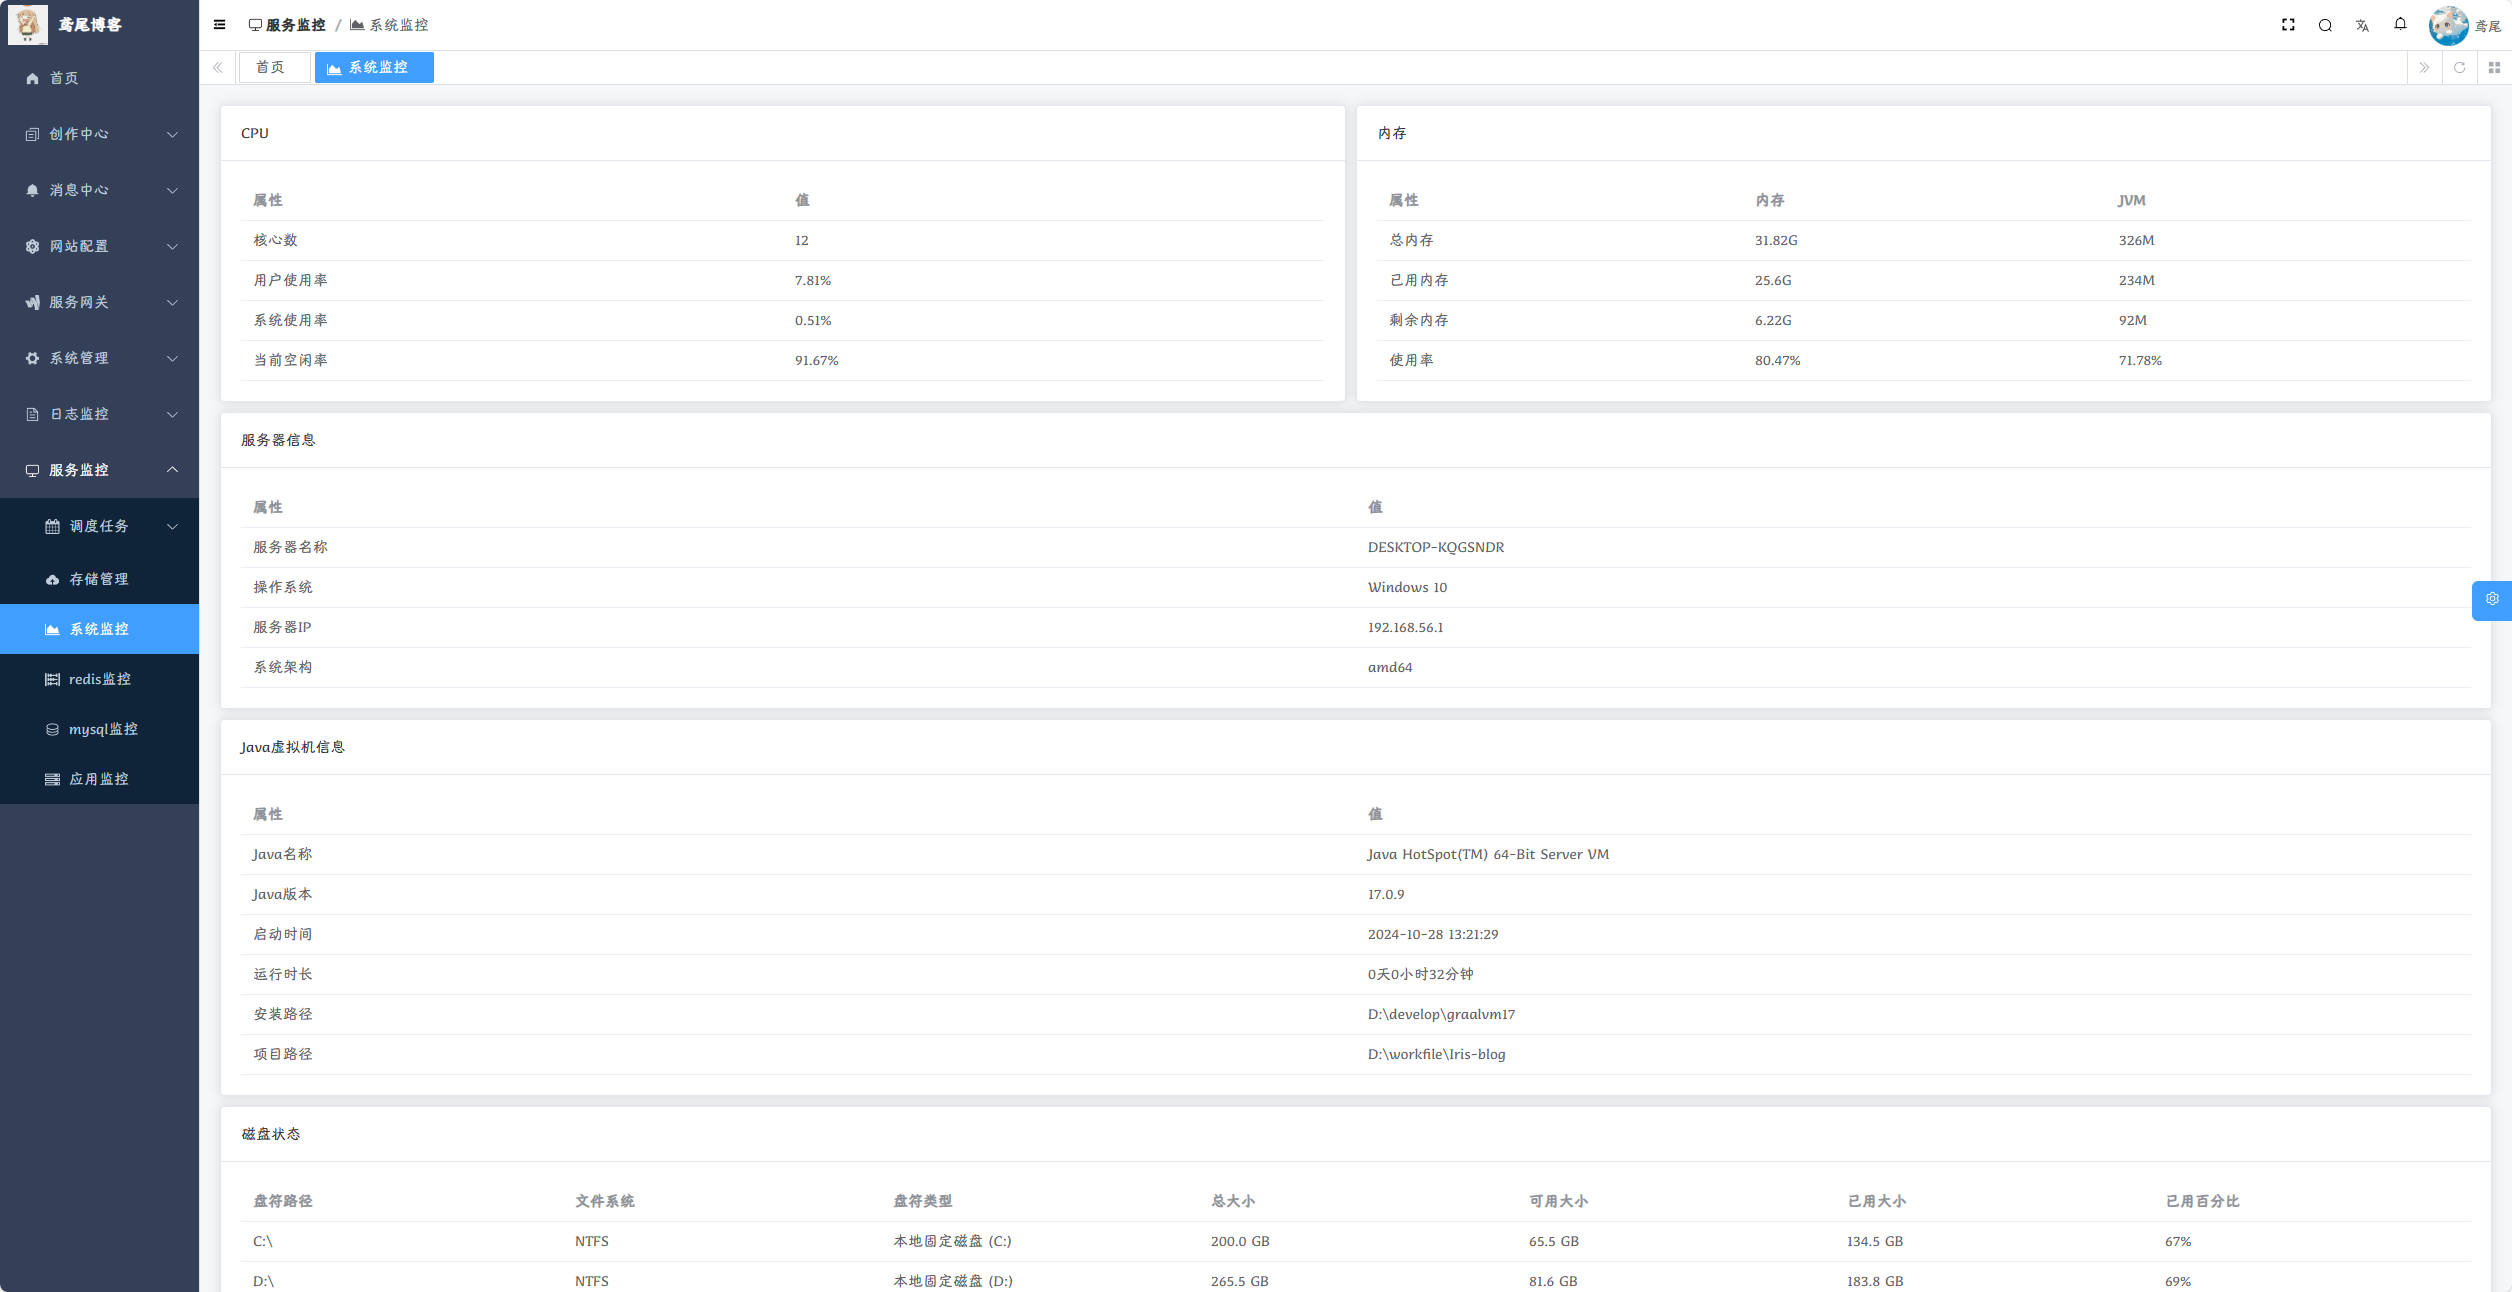 鸢尾博客
首页
创作中心
消息中心
网站配置
服务网关
系统管理
日志监控
服务监控
调度任务
存储管理
系统监控
redis监控
mysql监控
应用监控
服务监控 / 系统监控
鸢尾
首页 系统监控
CPU
属性 值
核心数 12
用户使用率 7.81%
系统使用率 0.51%
当前空闲率 91.67%
内存
属性 内存 JVM
总内存 31.82G 326M
已用内存 25.6G 234M
剩余内存 6.22G 92M
使用率 80.47% 71.78%
服务器信息
属性 值
服务器名称 DESKTOP-KQGSNDR
操作系统 Windows 10
服务器IP 192.168.56.1
系统架构 amd64
Java虚拟机信息
属性 值
Java名称 Java HotSpot(TM) 64-Bit Server VM
Java版本 17.0.9
启动时间 2024-10-28 13:21:29
运行时长 0天0小时32分钟
安装路径 D:\develop\graalvm17
项目路径 D:\workfile\Iris-blog
磁盘状态
盘符路径 文件系统 盘符类型 总大小 可用大小 已用大小 已用百分比
C:\ NTFS 本地固定磁盘 (C:) 200.0 GB 65.5 GB 134.5 GB 67%
D:\ NTFS 本地固定磁盘 (D:) 265.5 GB 81.6 GB 183.8 GB 69%